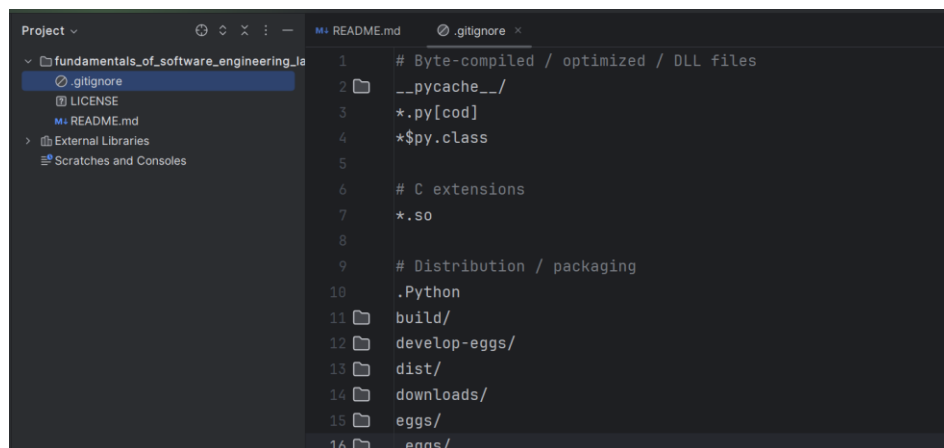 Project
fundamentals_of_software_engineering_la
.gitignore
LICENSE
README.md
External Libraries
Scratches and Consoles
M↓ README.md
.gitignore ×
1 # Byte-compiled / optimized / DLL files
2 __pycache__/
3 *.py[cod]
4 *$py.class
5
6 # C extensions
7 *.so
8
9 # Distribution / packaging
10 .Python
11 build/
12 develop-eggs/
13 dist/
14 downloads/
15 eggs/
16 .eggs/